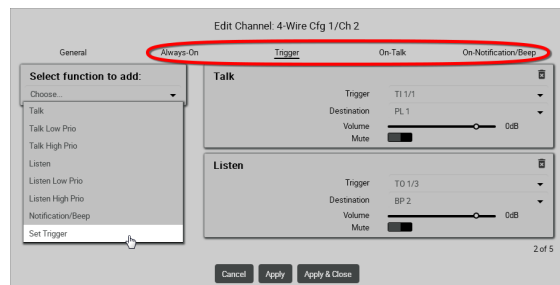 Edit Channel: 4-Wire Cfg 1/Ch 2
General Always-On Trigger On-Talk On-Notification/Beep
Select function to add:
Choose...
Talk
Talk Low Prio
Talk High Prio
Listen
Listen Low Prio
Listen High Prio
Notification/Beep
Set Trigger
Talk
Trigger TI 1/1
Destination PL 1
Volume 0dB
Mute
Listen
Trigger TO 1/3
Destination BP 2
Volume 0dB
Mute
2 of 5
Cancel Apply Apply & Close